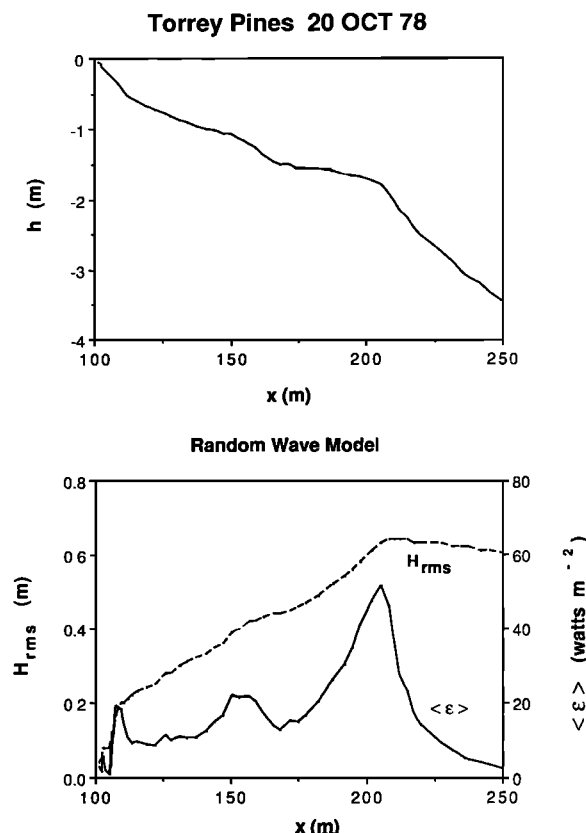 Torrey Pines 20 OCT 78
0
-1
-2
-3
-4
h (m)
100 150 200 250
x (m)
Random Wave Model
0.8 80
0.6 60
0.4 40
0.2 20
0.0 0
H rms (m)
H rms
< ε >
< ε > (watts m -2 )
100 150 200 250
x (m)